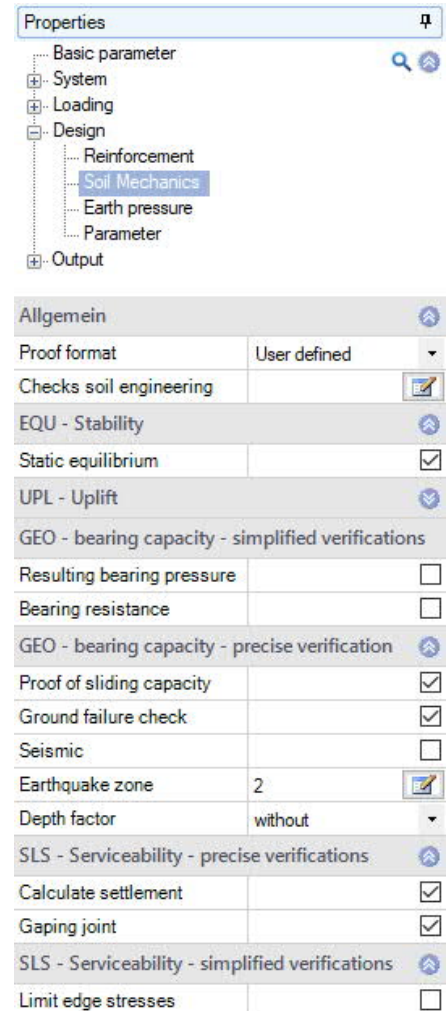 Properties
Basic parameter
System
Loading
Design
Reinforcement
Soil Mechanics
Earth pressure
Parameter
Output
Allgemein
Proof format User defined
Checks soil engineering
EQU - Stability
Static equilibrium
UPL - Uplift
GEO - bearing capacity - simplified verifications
Resulting bearing pressure
Bearing resistance
GEO - bearing capacity - precise verification
Proof of sliding capacity
Ground failure check
Seismic
Earthquake zone 2
Depth factor without
SLS - Serviceability - precise verifications
Calculate settlement
Gaping joint
SLS - Serviceability - simplified verifications
Limit edge stresses